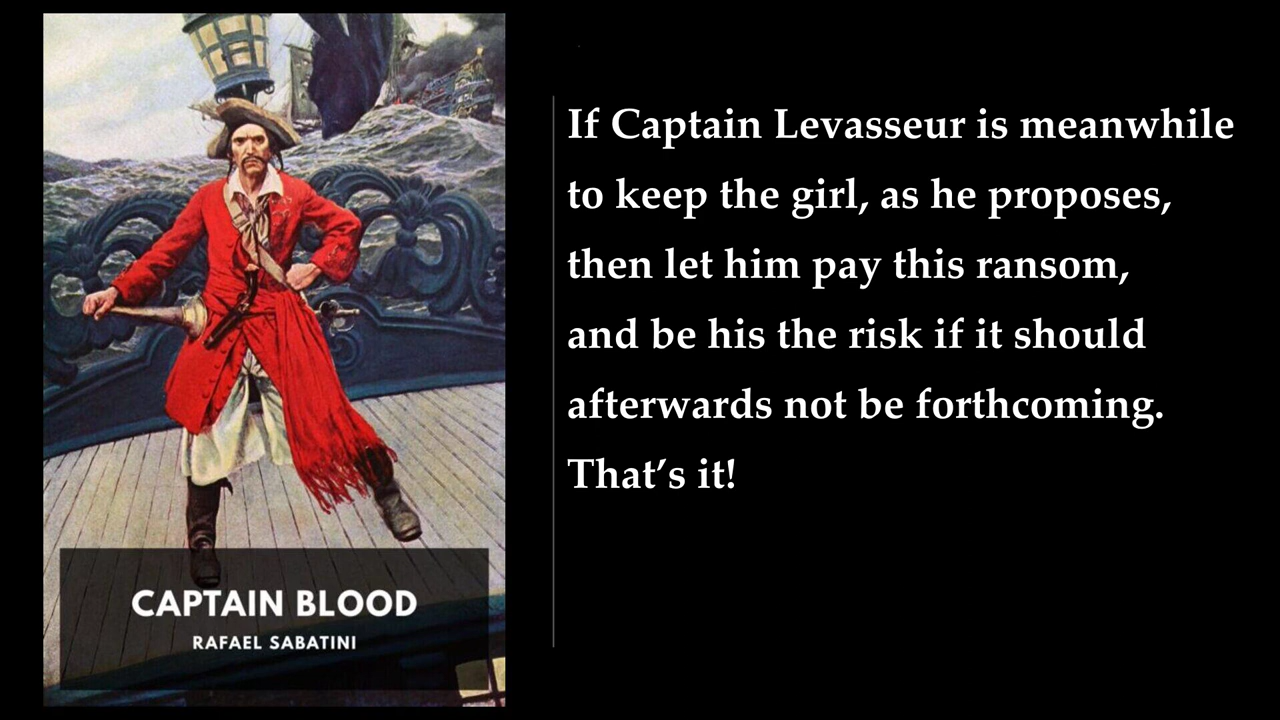 If Captain Levasseur is meanwhile
to keep the girl, as he proposes,
then let him pay this ransom,
and be his the risk if it should
afterwards not be forthcoming.
That’s it!
CAPTAIN BLOOD
RAFAEL SABATINI